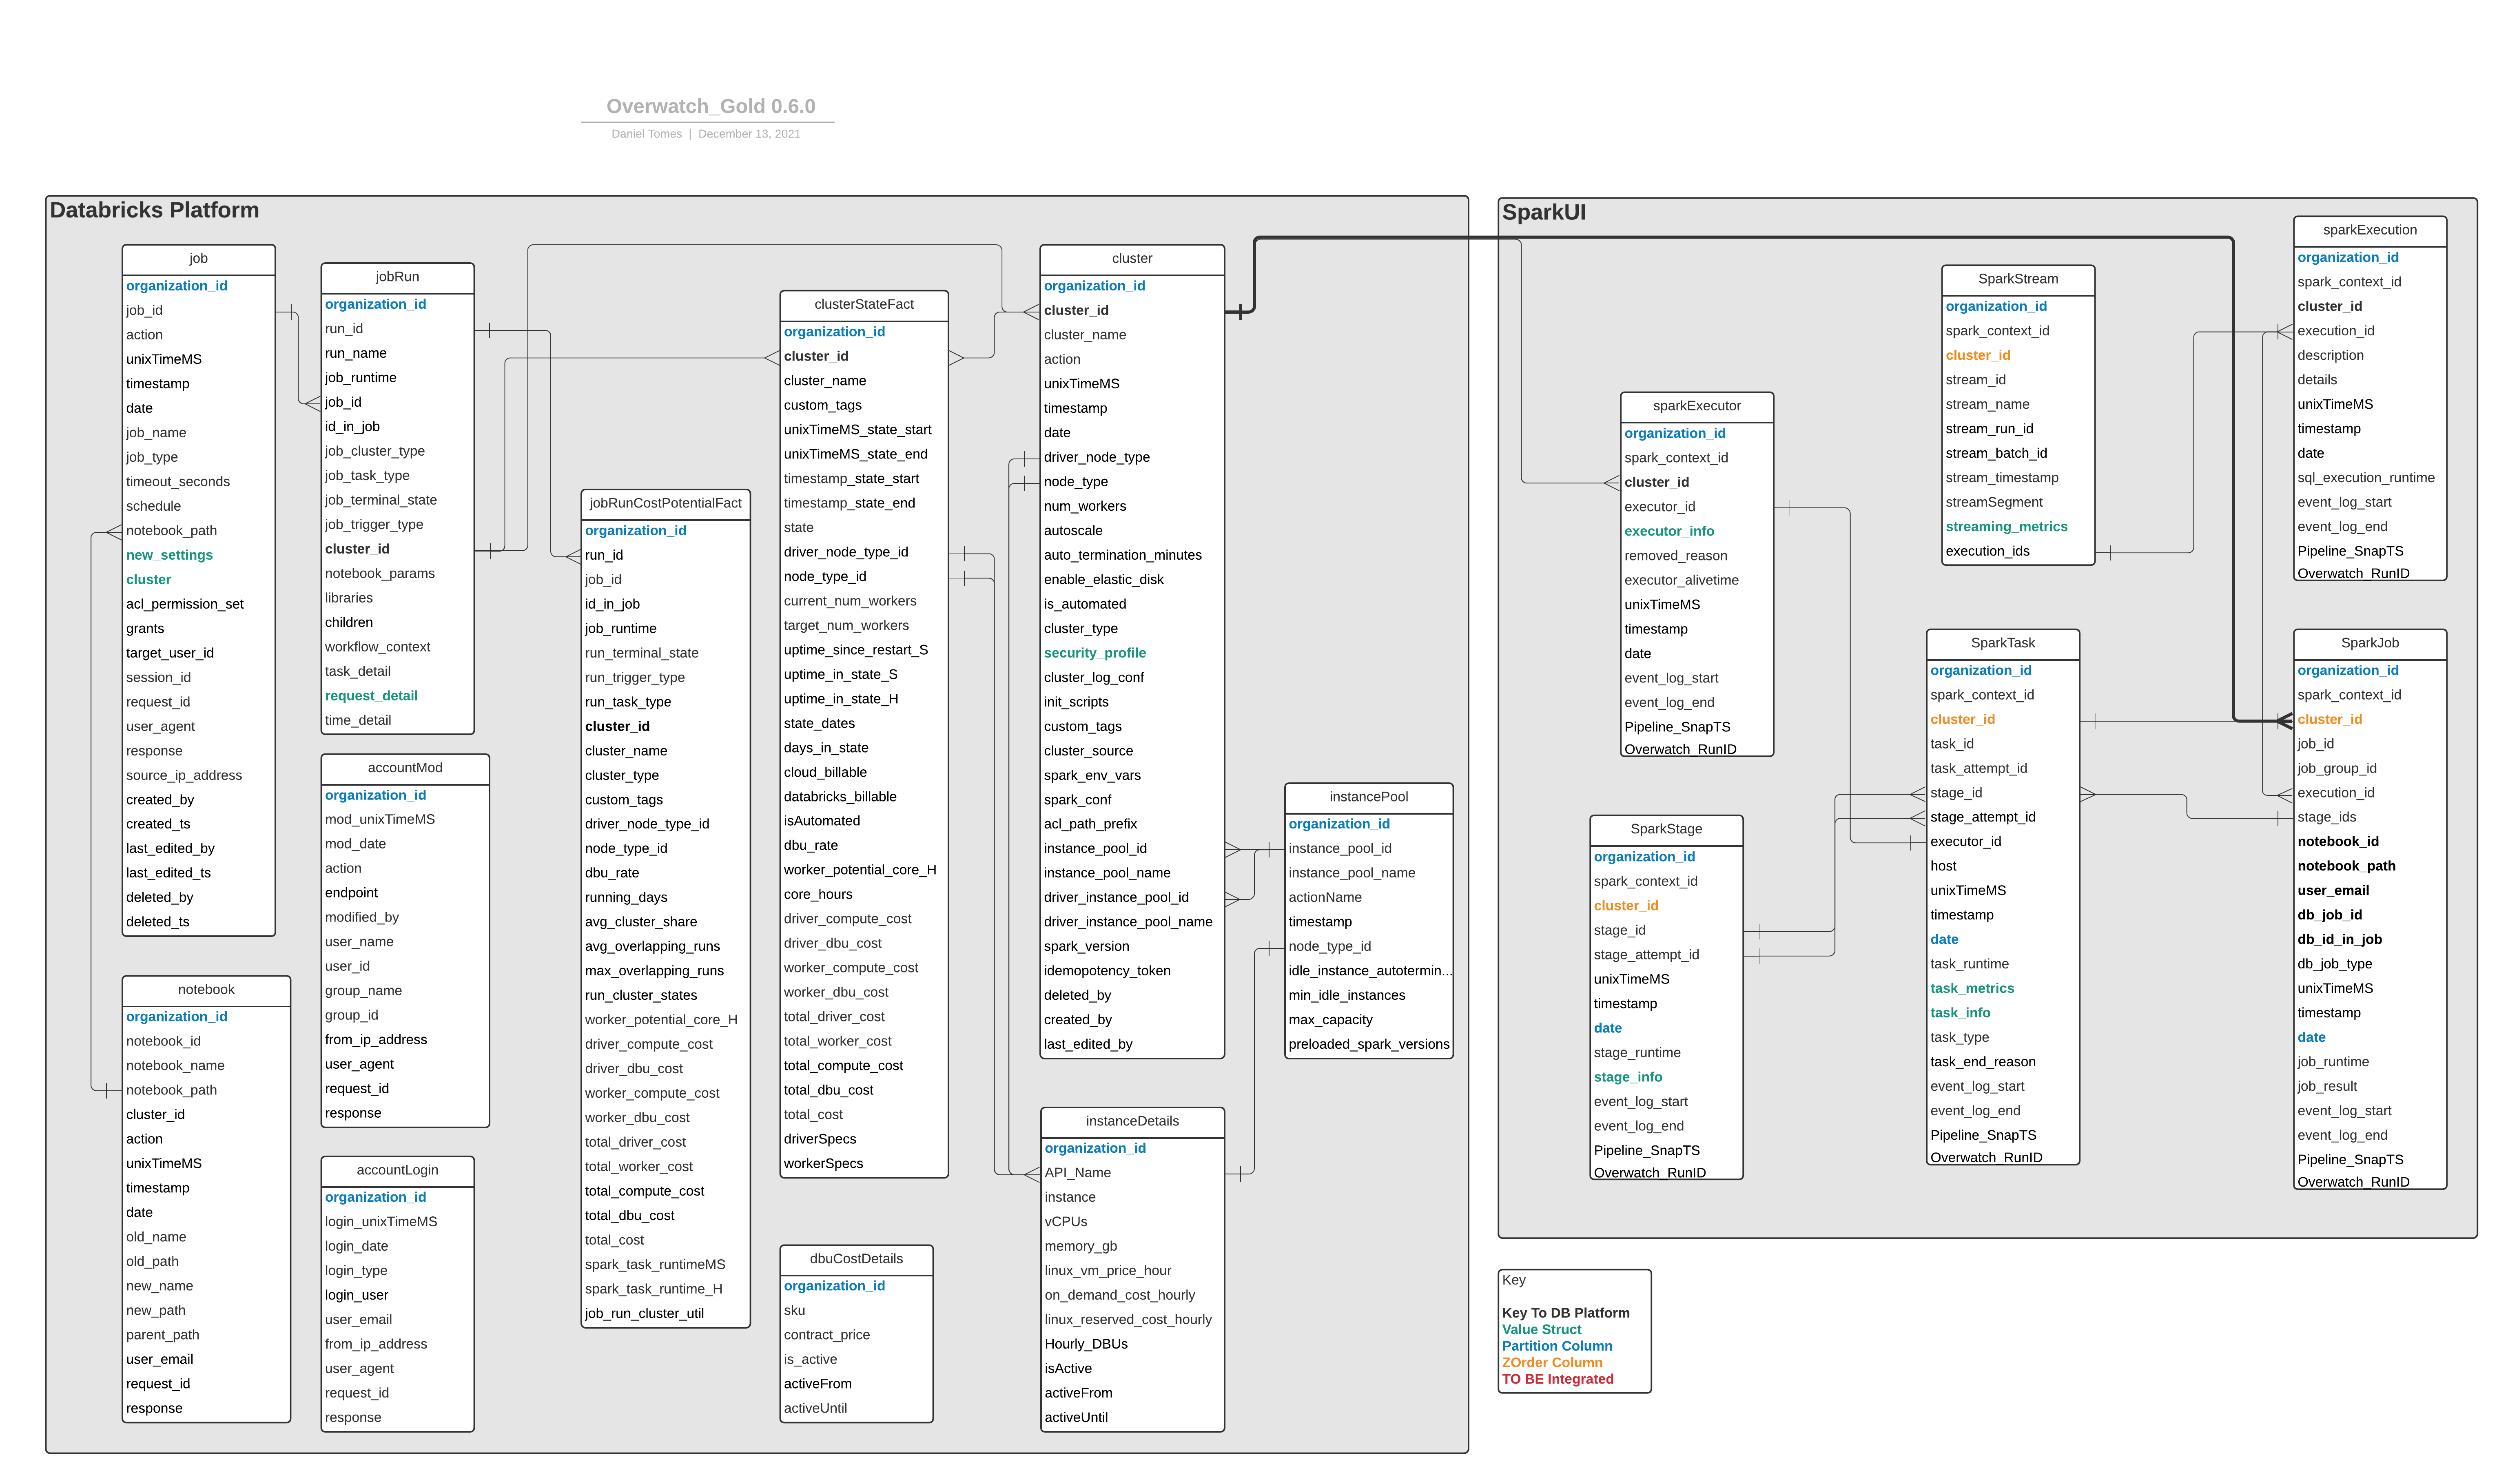 Overwatch_Gold 0.6.0
Daniel Tomes | December 13, 2021
Databricks Platform
job
organization_id
job_id
action
unixTimeMS
timestamp
date
job_name
job_type
timeout_seconds
schedule
notebook_path
new_settings
cluster
acl_permission_set
grants
target_user_id
session_id
request_id
user_agent
response
source_ip_address
created_by
created_ts
last_edited_by
last_edited_ts
deleted_by
deleted_ts
notebook
organization_id
notebook_id
notebook_name
notebook_path
cluster_id
action
unixTimeMS
timestamp
date
old_name
old_path
new_name
new_path
parent_path
user_email
request_id
response
jobRun
organization_id
run_id
run_name
job_runtime
job_id
id_in_job
job_cluster_type
job_task_type
job_terminal_state
job_trigger_type
cluster_id
notebook_params
libraries
children
workflow_context
task_detail
request_detail
time_detail
accountMod
organization_id
mod_unixTimeMS
mod_date
action
endpoint
modified_by
user_name
user_id
group_name
group_id
from_ip_address
user_agent
request_id
response
accountLogin
organization_id
login_unixTimeMS
login_date
login_type
login_user
user_email
from_ip_address
user_agent
request_id
response
jobRunCostPotentialFact
organization_id
run_id
job_id
id_in_job
job_runtime
run_terminal_state
run_trigger_type
run_task_type
cluster_id
cluster_name
cluster_type
custom_tags
driver_node_type_id
node_type_id
dbu_rate
running_days
avg_cluster_share
avg_overlapping_runs
max_overlapping_runs
run_cluster_states
worker_potential_core_H
driver_compute_cost
driver_dbu_cost
worker_compute_cost
worker_dbu_cost
total_driver_cost
total_worker_cost
total_compute_cost
total_dbu_cost
total_cost
spark_task_runtimeMS
spark_task_runtime_H
job_run_cluster_util
clusterStateFact
organization_id
cluster_id
cluster_name
custom_tags
unixTimeMS_state_start
unixTimeMS_state_end
timestamp_state_start
timestamp_state_end
state
driver_node_type_id
node_type_id
current_num_workers
target_num_workers
uptime_since_restart_S
uptime_in_state_S
uptime_in_state_H
state_dates
days_in_state
cloud_billable
databricks_billable
isAutomated
dbu_rate
worker_potential_core_H
core_hours
driver_compute_cost
driver_dbu_cost
worker_compute_cost
worker_dbu_cost
total_driver_cost
total_worker_cost
total_compute_cost
total_dbu_cost
total_cost
driverSpecs
workerSpecs
dbuCostDetails
organization_id
sku
contract_price
is_active
activeFrom
activeUntil
cluster
organization_id
cluster_id
cluster_name
action
unixTimeMS
timestamp
date
driver_node_type
node_type
num_workers
autoscale
auto_termination_minutes
enable_elastic_disk
is_automated
cluster_type
security_profile
cluster_log_conf
init_scripts
custom_tags
cluster_source
spark_env_vars
spark_conf
acl_path_prefix
instance_pool_id
instance_pool_name
driver_instance_pool_id
driver_instance_pool_name
spark_version
idemopotency_token
deleted_by
created_by
last_edited_by
instanceDetails
organization_id
API_Name
instance
vCPUs
memory_gb
linux_vm_price_hour
on_demand_cost_hourly
linux_reserved_cost_hourly
Hourly_DBUs
isActive
activeFrom
activeUntil
instancePool
organization_id
instance_pool_id
instance_pool_name
actionName
timestamp
node_type_id
idle_instance_autotermin...
min_idle_instances
max_capacity
preloaded_spark_versions
SparkUI
sparkExecutor
organization_id
spark_context_id
cluster_id
executor_id
executor_info
removed_reason
executor_alivetime
unixTimeMS
timestamp
date
event_log_start
event_log_end
Pipeline_SnapTS
Overwatch_RunID
SparkStage
organization_id
spark_context_id
cluster_id
stage_id
stage_attempt_id
unixTimeMS
timestamp
date
stage_runtime
stage_info
event_log_start
event_log_end
Pipeline_SnapTS
Overwatch_RunID
SparkStream
organization_id
spark_context_id
cluster_id
stream_id
stream_name
stream_run_id
stream_batch_id
stream_timestamp
streamSegment
streaming_metrics
execution_ids
SparkTask
organization_id
spark_context_id
cluster_id
task_id
task_attempt_id
stage_id
stage_attempt_id
executor_id
host
unixTimeMS
timestamp
date
task_runtime
task_metrics
task_info
task_type
task_end_reason
event_log_start
event_log_end
Pipeline_SnapTS
Overwatch_RunID
sparkExecution
organization_id
spark_context_id
cluster_id
execution_id
description
details
unixTimeMS
timestamp
date
sql_execution_runtime
event_log_start
event_log_end
Pipeline_SnapTS
Overwatch_RunID
SparkJob
organization_id
spark_context_id
cluster_id
job_id
job_group_id
execution_id
stage_ids
notebook_id
notebook_path
user_email
db_job_id
db_id_in_job
db_job_type
unixTimeMS
timestamp
date
job_runtime
job_result
event_log_start
event_log_end
Pipeline_SnapTS
Overwatch_RunID
Key
Key To DB Platform
Value Struct
Partition Column
ZOrder Column
TO BE Integrated